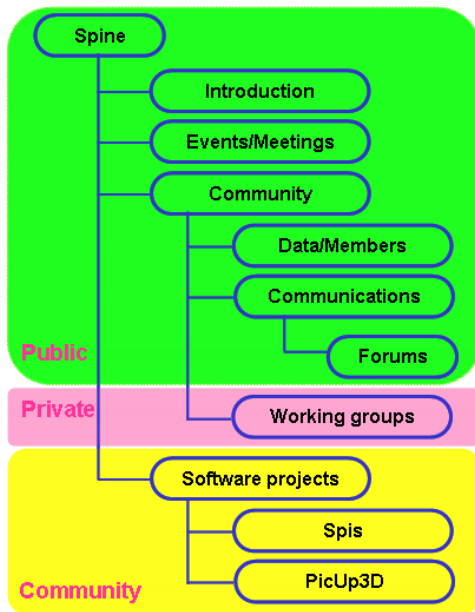 Spine
Introduction
Events/Meetings
Community
Data/Members
Communications
Forums
Public
Private
Working groups
Software projects
Spis
PicUp3D
Community